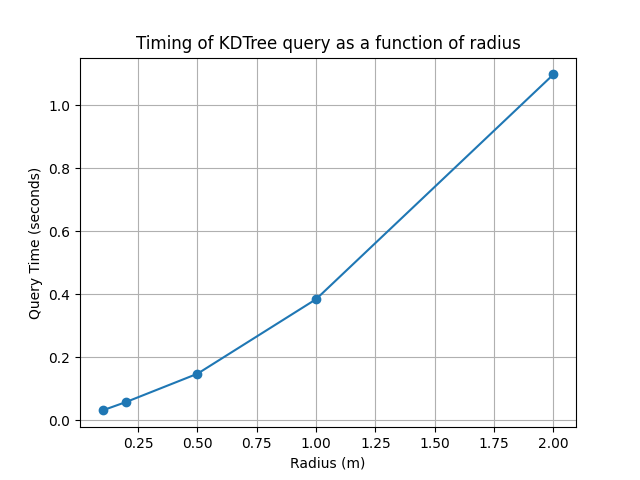 Timing of KDTree query as a function of radius
Query Time (seconds)
1.0
0.8
0.6
0.4
0.2
0.0
0.25 0.50 0.75 1.00 1.25 1.50 1.75 2.00
Radius (m)